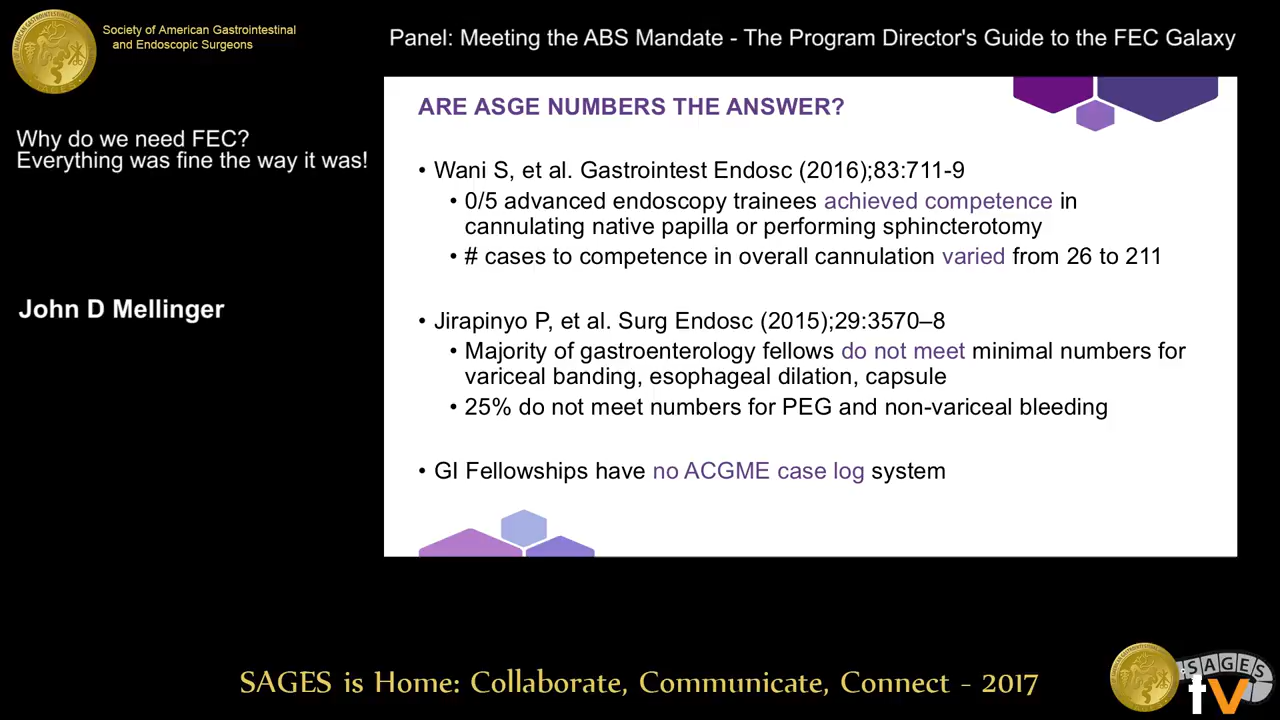 Society of American Gastrointestinal
and Endoscopic Surgeons
Panel: Meeting the ABS Mandate - The Program Director's Guide to the FEC Galaxy
Why do we need FEC?
Everything was fine the way it was!
John D Mellinger
ARE ASGE NUMBERS THE ANSWER?
• Wani S, et al. Gastrointest Endosc (2016);83:711-9
• 0/5 advanced endoscopy trainees achieved competence in
cannulating native papilla or performing sphincterotomy
• # cases to competence in overall cannulation varied from 26 to 211
• Jirapinyo P, et al. Surg Endosc (2015);29:3570–8
• Majority of gastroenterology fellows do not meet minimal numbers for
variceal banding, esophageal dilation, capsule
• 25% do not meet numbers for PEG and non-variceal bleeding
• GI Fellowships have no ACGME case log system
SAGES is Home: Collaborate, Communicate, Connect - 2017
SAGES
tv